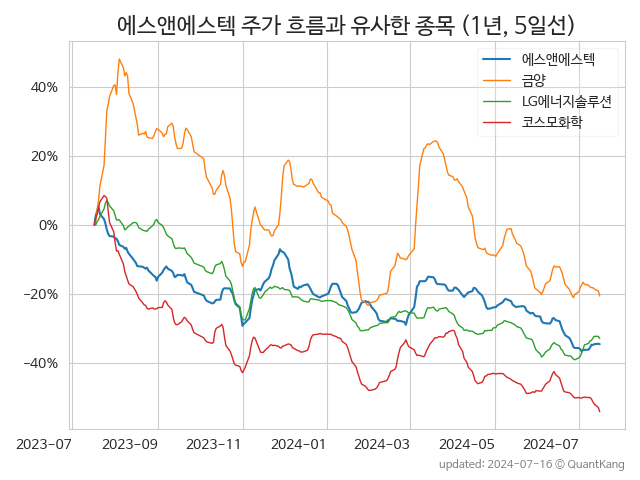 에스앤에스텍 주가 흐름과 유사한 종목 (1년, 5일선)
에스앤에스텍
금양
LG에너지솔루션
코스모화학
40%
20%
0%
−20%
−40%
2023-07 2023-09 2023-11 2024-01 2024-03 2024-05 2024-07
updated: 2024-07-16 © QuantKang